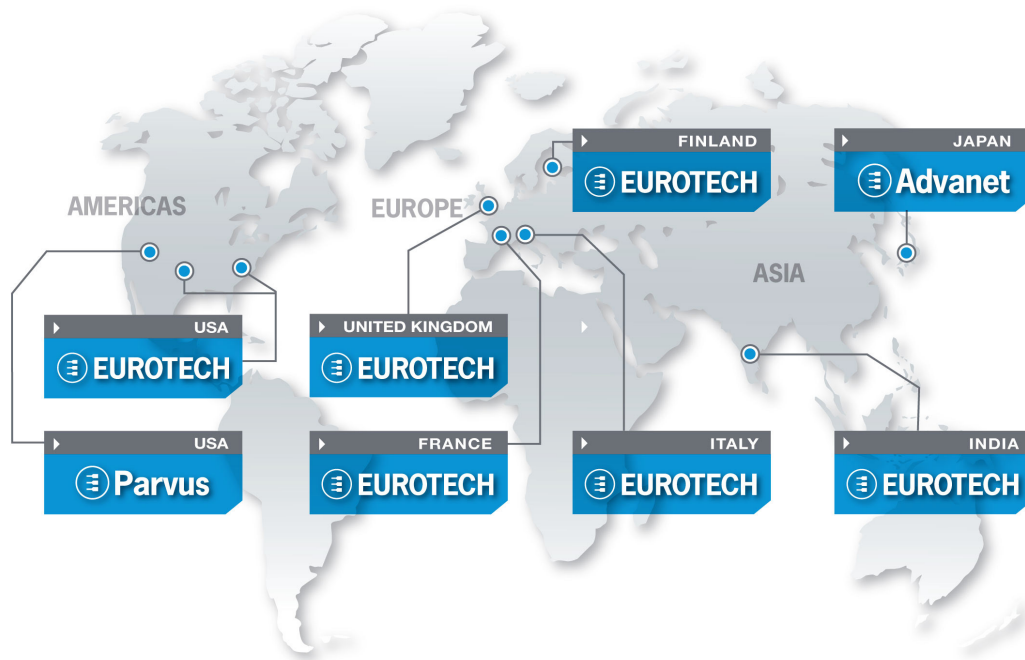 FINLAND
EUROTECH
JAPAN
Advanet
AMERICAS
EUROPE
ASIA
USA
EUROTECH
UNITED KINGDOM
EUROTECH
USA
Parvus
FRANCE
EUROTECH
ITALY
EUROTECH
INDIA
EUROTECH